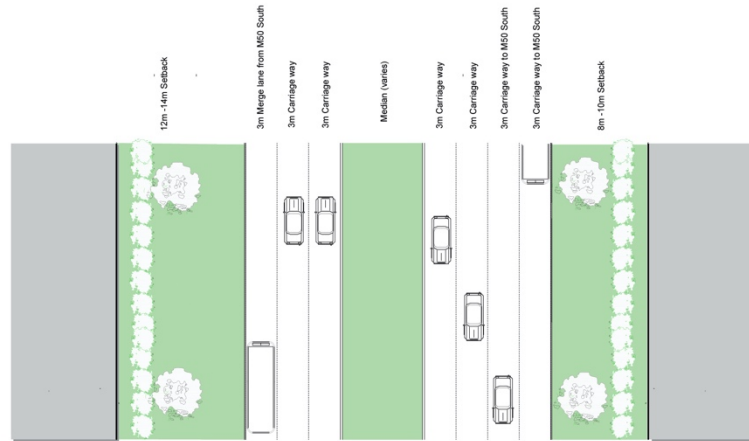 12m -14m Setback
3m Merge lane from M50 South
3m Carriage way
3m Carriage way
Median (varies)
3m Carriage way
3m Carriage way
3m Carriage way to M50 South
3m Carriage way to M50 South
8m -10m Setback